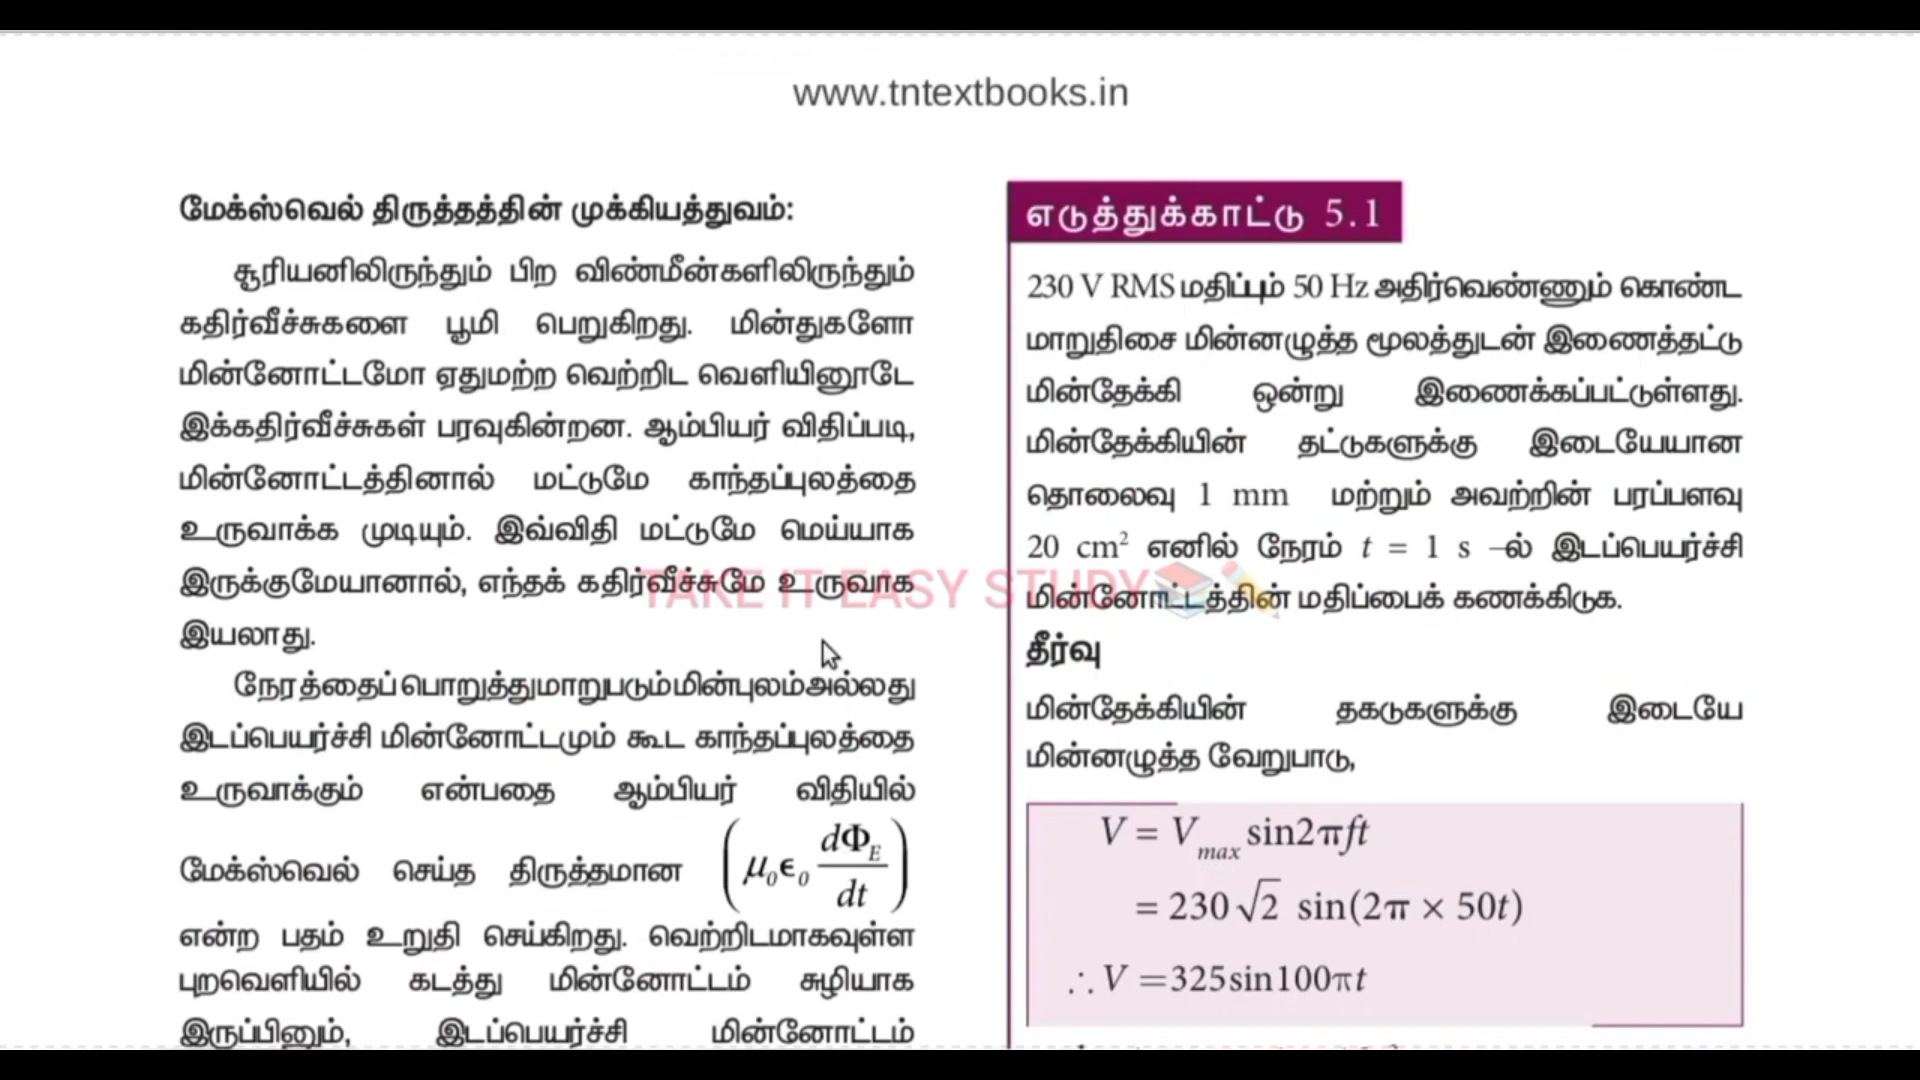 www.tntextbooks.in
மேக்ஸ்வெல் திருத்தத்தின் முக்கியத்துவம்:
சூரியனிலிருந்தும் பிற விண்மீன்களிலிருந்தும்
கதிர்வீச்சுகளை பூமி பெறுகிறது. மின்துகளோ
மின்னோட்டமோ ஏதுமற்ற வெற்றிட வெளியினூடே
இக்கதிர்வீச்சுகள் பரவுகின்றன. ஆம்பியர் விதிப்படி,
மின்னோட்டத்தினால் மட்டுமே காந்தப்புலத்தை
உருவாக்க முடியும். இவ்விதி மட்டுமே மெய்யாக
இருக்குமேயானால், எந்தக் கதிர்வீச்சுமே உருவாக
இயலாது.
நேரத்தைப் பொறுத்து மாறுபடும் மின்புலம் அல்லது
இடப்பெயர்ச்சி மின்னோட்டமும் கூட காந்தப்புலத்தை
உருவாக்கும் என்பதை ஆம்பியர் விதியில்
மேக்ஸ்வெல் செய்த திருத்தமான (μ₀ϵ₀ dΦ_E/dt)
என்ற பதம் உறுதி செய்கிறது. வெற்றிடமாகவுள்ள
புறவெளியில் கடத்து மின்னோட்டம் சுழியாக
இருப்பினும், இடப்பெயர்ச்சி மின்னோட்டம்
எடுத்துக்காட்டு 5.1
230 V RMS மதிப்பும் 50 Hz அதிர்வெண்ணும் கொண்ட
மாறுதிசை மின்னழுத்த மூலத்துடன் இணைத்தட்டு
மின்தேக்கி ஒன்று இணைக்கப்பட்டுள்ளது.
மின்தேக்கியின் தட்டுகளுக்கு இடையேயான
தொலைவு 1 mm மற்றும் அவற்றின் பரப்பளவு
20 cm² எனில் நேரம் t = 1 s –ல் இடப்பெயர்ச்சி
மின்னோட்டத்தின் மதிப்பைக் கணக்கிடுக.
தீர்வு
மின்தேக்கியின் தகடுகளுக்கு இடையே
மின்னழுத்த வேறுபாடு,
V = V_max sin2πft
= 230 √2 sin(2π × 50t)
∴ V =325sin100πt
TAKE IT EASY STUDY📚✏️